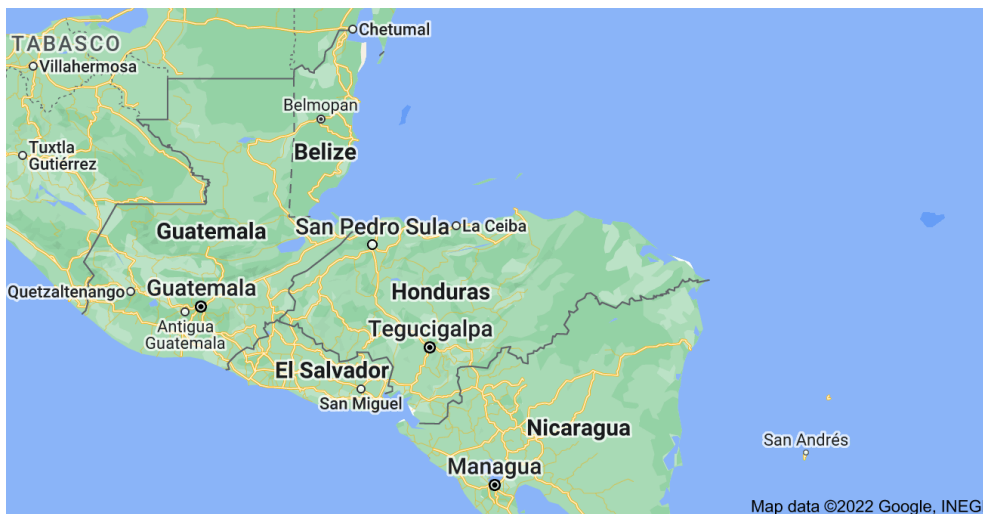 Chetumal
TABASCO
Villahermosa
Belmopan
Tuxtla
Gutiérrez
Belize
San Pedro Sula
La Ceiba
Guatemala
Quetzaltenango
Guatemala
Honduras
Antigua
Guatemala
Tegucigalpa
El Salvador
San Miguel
Nicaragua
San Andrés
Managua
Map data ©2022 Google, INEG